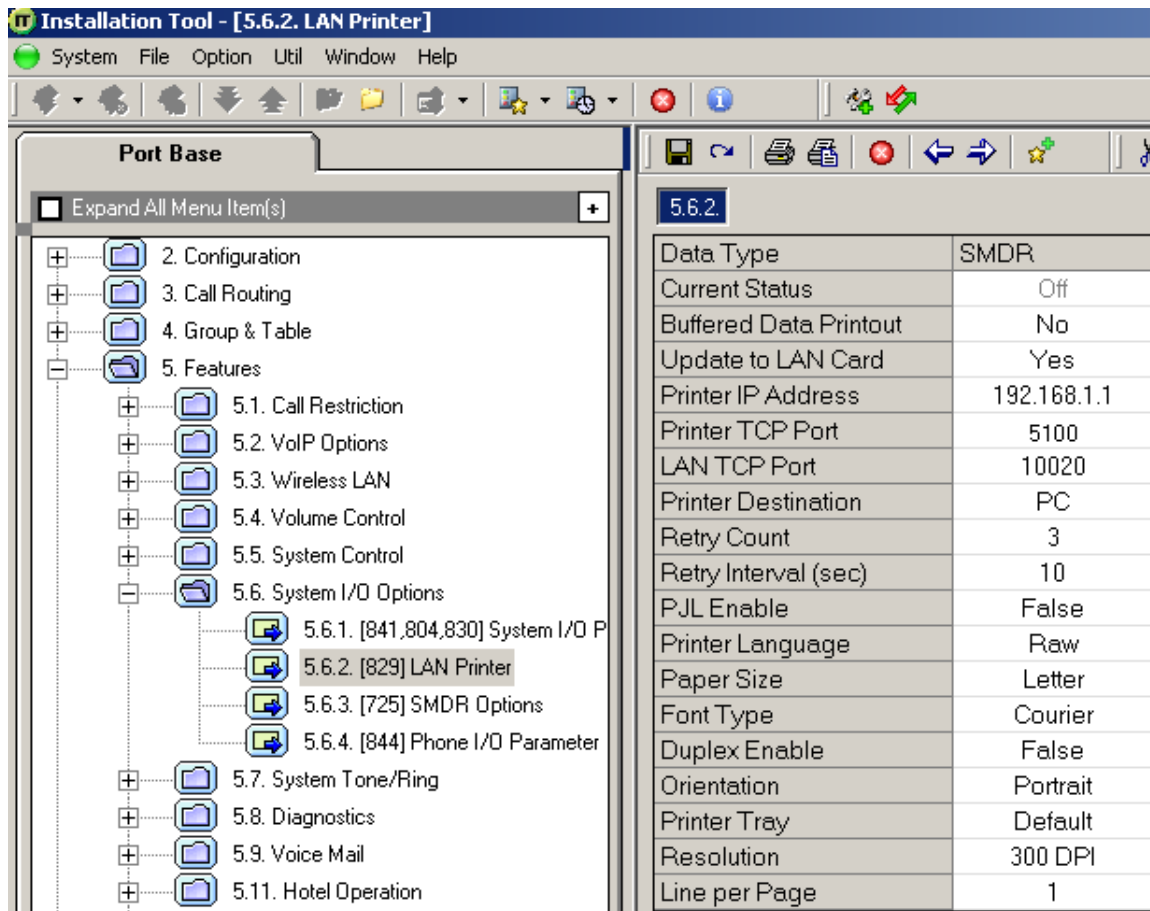 Installation Tool - [5.6.2. LAN Printer]
System File Option Util Window Help
Port Base
Expand All Menu Item(s)
2. Configuration
3. Call Routing
4. Group & Table
5. Features
5.1. Call Restriction
5.2. VoIP Options
5.3. Wireless LAN
5.4. Volume Control
5.5. System Control
5.6. System I/O Options
5.6.1. [841,804,830] System I/O P
5.6.2. [829] LAN Printer
5.6.3. [725] SMDR Options
5.6.4. [844] Phone I/O Parameter
5.7. System Tone/Ring
5.8. Diagnostics
5.9. Voice Mail
5.11. Hotel Operation
5.6.2.
Data Type SMDR
Current Status Off
Buffered Data Printout No
Update to LAN Card Yes
Printer IP Address 192.168.1.1
Printer TCP Port 5100
LAN TCP Port 10020
Printer Destination PC
Retry Count 3
Retry Interval (sec) 10
PJL Enable False
Printer Language Raw
Paper Size Letter
Font Type Courier
Duplex Enable False
Orientation Portrait
Printer Tray Default
Resolution 300 DPI
Line per Page 1